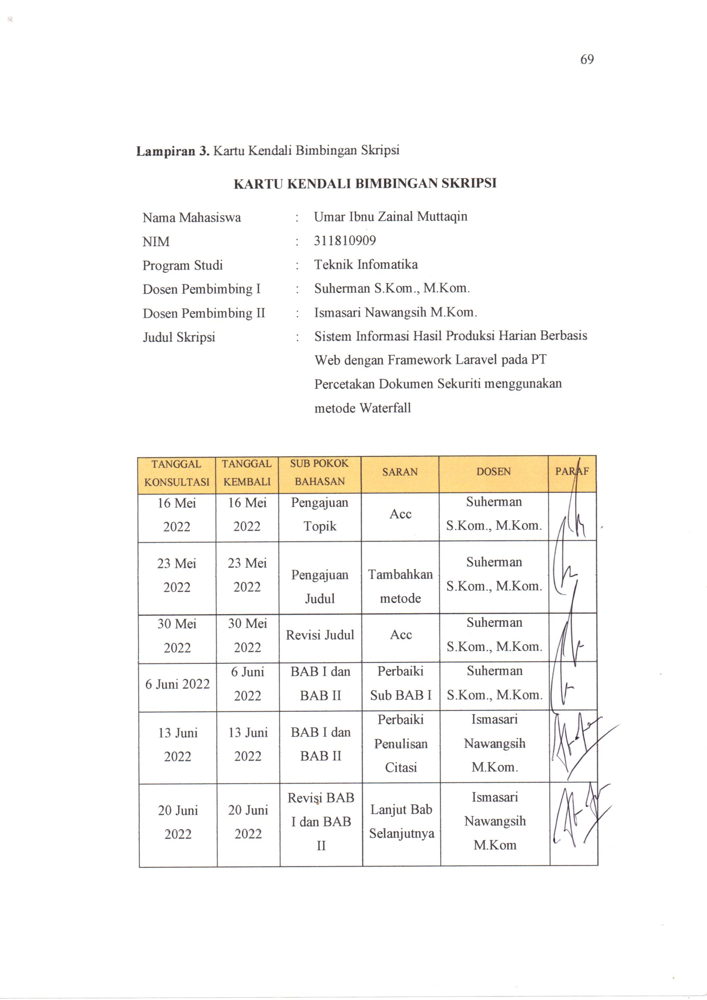 69
Lampiran 3. Kartu Kendali Bimbingan Skripsi
KARTU KENDALI BIMBINGAN SKRIPSI
Nama Mahasiswa : Umar Ibnu Zainal Muttaqin
NIM : 311810909
Program Studi : Teknik Infomatika
Dosen Pembimbing I : Suherman S.Kom., M.Kom.
Dosen Pembimbing II : Ismasari Nawangsih M.Kom.
Judul Skripsi : Sistem Informasi Hasil Produksi Harian Berbasis
Web dengan Framework Laravel pada PT
Percetakan Dokumen Sekuriti menggunakan
metode Waterfall
TANGGAL KONSULTASI TANGGAL KEMBALI SUB POKOK BAHASAN SARAN DOSEN PARAF
16 Mei 2022 16 Mei 2022 Pengajuan Topik Acc Suherman S.Kom., M.Kom.
23 Mei 2022 23 Mei 2022 Pengajuan Judul Tambahkan metode Suherman S.Kom., M.Kom.
30 Mei 2022 30 Mei 2022 Revisi Judul Acc Suherman S.Kom., M.Kom.
6 Juni 2022 6 Juni 2022 BAB I dan BAB II Perbaiki Sub BAB I Suherman S.Kom., M.Kom.
13 Juni 2022 13 Juni 2022 BAB I dan BAB II Perbaiki Penulisan Citasi Ismasari Nawangsih M.Kom.
20 Juni 2022 20 Juni 2022 Revisi BAB I dan BAB II Lanjut Bab Selanjutnya Ismasari Nawangsih M.Kom